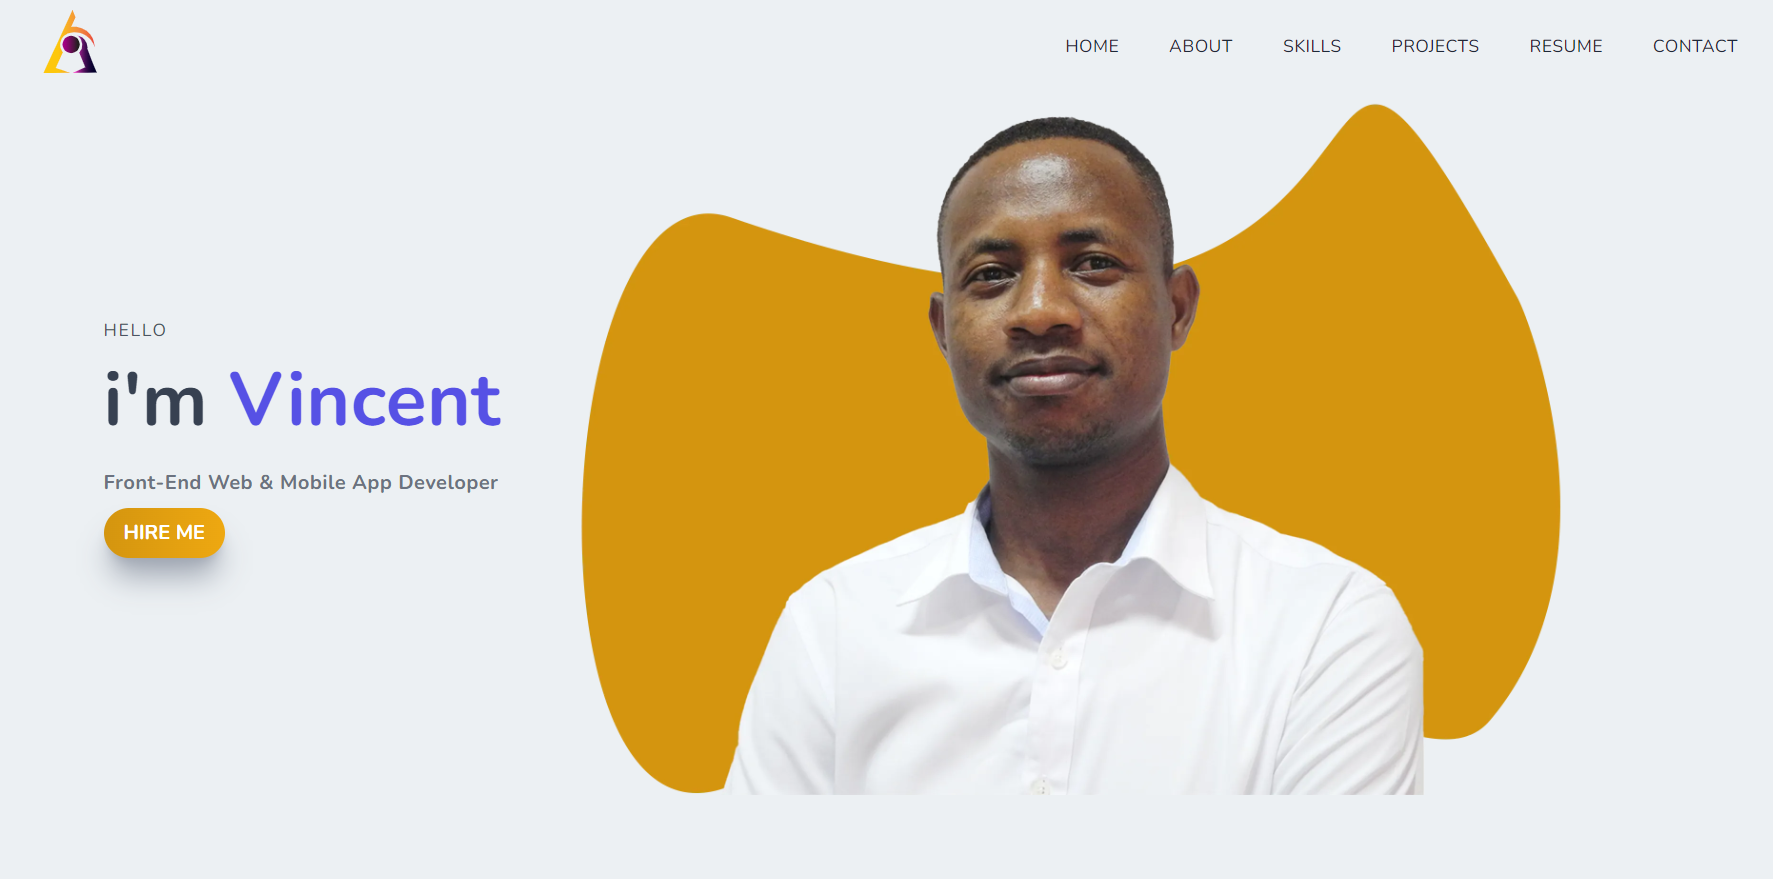 HOME ABOUT SKILLS PROJECTS RESUME CONTACT
HELLO
i'm Vincent
Front-End Web & Mobile App Developer
HIRE ME